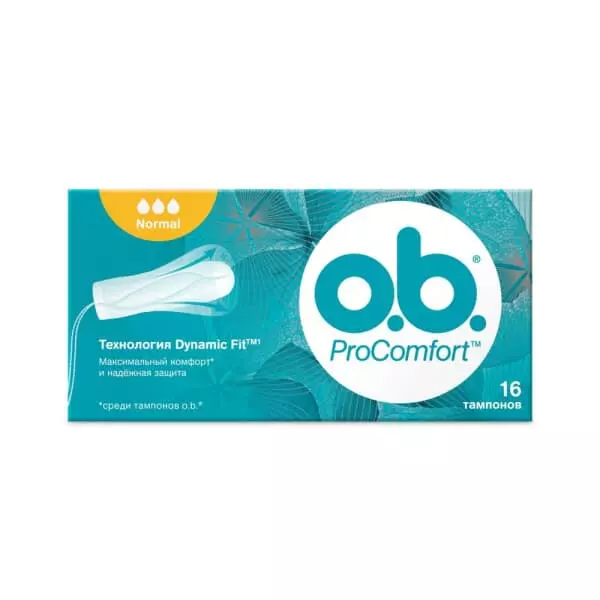 Normal
Технология Dynamic Fit™¹
Максимальный комфорт*
и надёжная защита
*среди тампонов o.b.®
o.b.®
ProComfort™
16
тампонов